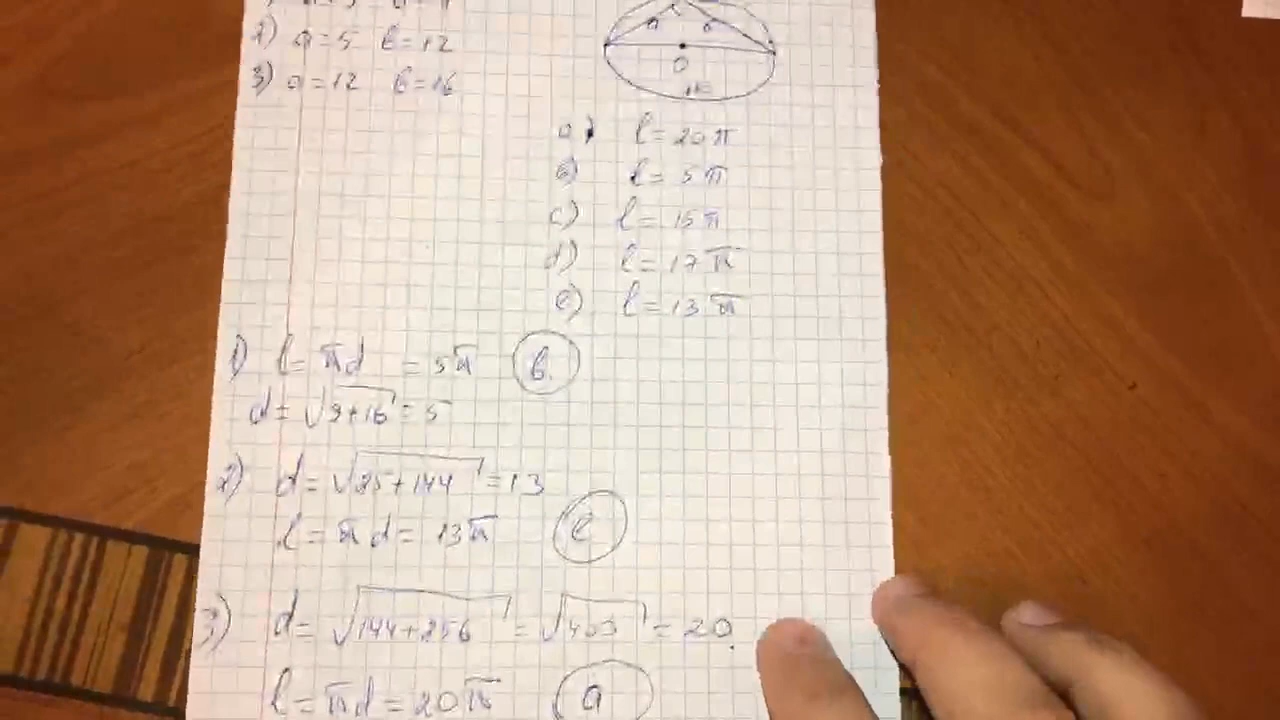 2) a = 5 b = 12
3) a = 12 b = 16
a b
O
a) l = 20π
b) l = 5π
c) l = 15π
d) l = 17π
e) l = 13π
1) l = πd = 5π b.
d = √9+16 = 5
2) d = √25+144 = 13
l = πd = 13π e
3) d = √144+256 = √400 = 20
l = πd = 20π a